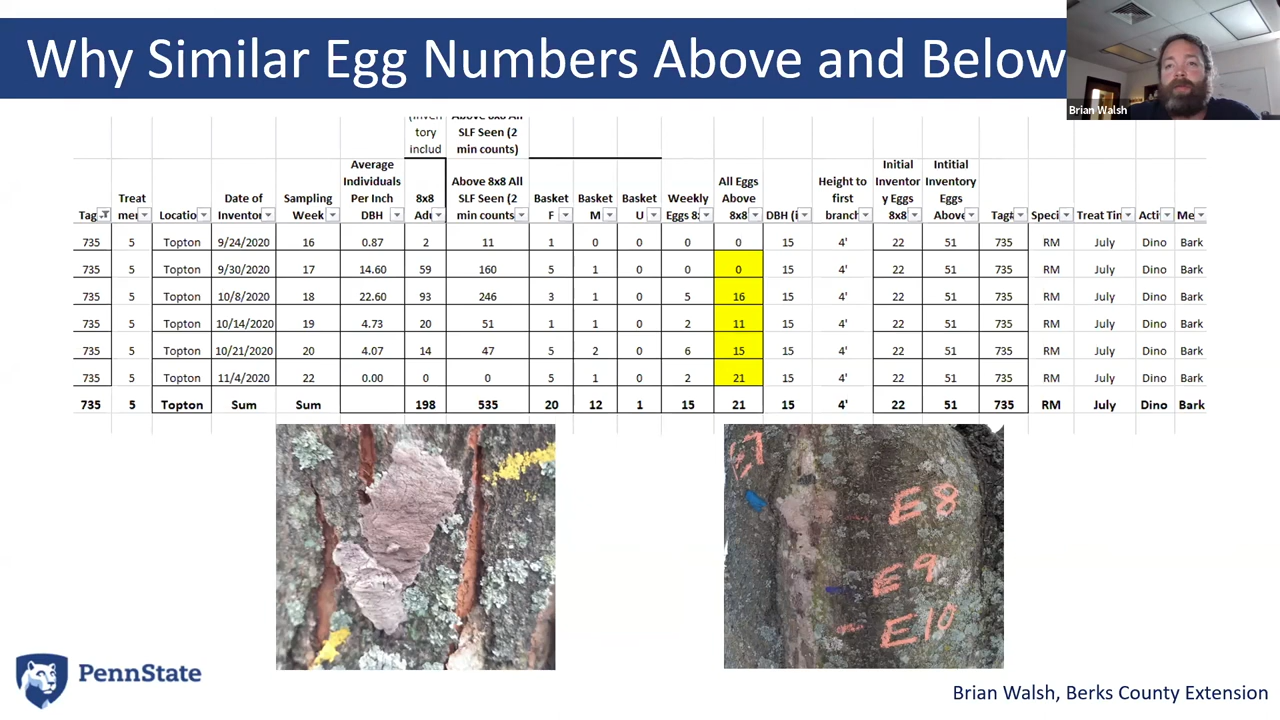 Why Similar Egg Numbers Above and Below
Brian Walsh
tory
includ
SLF Seen (2
min counts)
Tag
Treat
mer
Locatio
Date of
Inventor
Sampling
Week
Average
Individuals
Per Inch
DBH
8x8
Adu
Above 8x8 All
SLF Seen (2
min counts
Basket
F
Basket
M
Basket
U
Weekly
Eggs 8:
All Eggs
Above
8x8
DBH (i
Height to
first
branch
Initial
Inventor
y Eggs
8x8
Intitial
Inventory
Eggs
Above
Tag#
Speci
Treat Tin
Acti
Me
735 5 Topton 9/24/2020 16 0.87 2 11 1 0 0 0 0 15 4' 22 51 735 RM July Dino Bark
735 5 Topton 9/30/2020 17 14.60 59 160 5 1 0 0 0 15 4' 22 51 735 RM July Dino Bark
735 5 Topton 10/8/2020 18 22.60 93 246 3 1 0 5 16 15 4' 22 51 735 RM July Dino Bark
735 5 Topton 10/14/2020 19 4.73 20 51 1 1 0 2 11 15 4' 22 51 735 RM July Dino Bark
735 5 Topton 10/21/2020 20 4.07 14 47 5 2 0 6 15 15 4' 22 51 735 RM July Dino Bark
735 5 Topton 11/4/2020 22 0.00 0 0 5 1 0 2 21 15 4' 22 51 735 RM July Dino Bark
735 5 Topton Sum Sum 198 535 20 12 1 15 21 15 4' 22 51 735 RM July Dino Bark
E7
E8
E9
E10
PennState
Brian Walsh, Berks County Extension